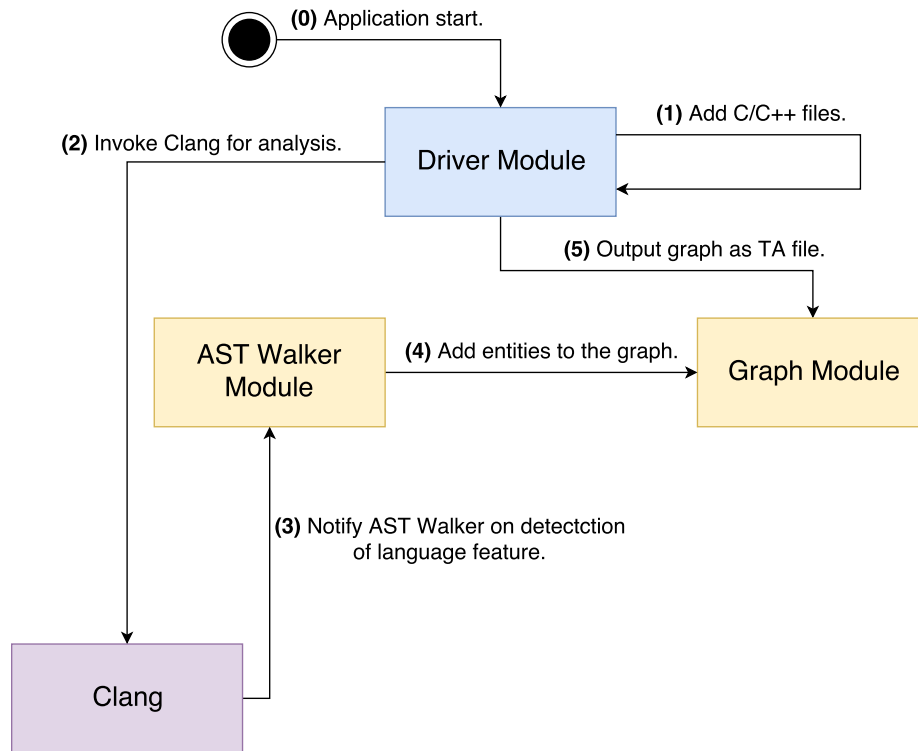 (0) Application start.
(1) Add C/C++ files.
(2) Invoke Clang for analysis.
Driver Module
(5) Output graph as TA file.
AST Walker
Module
(4) Add entities to the graph.
Graph Module
(3) Notify AST Walker on detectction
of language feature.
Clang